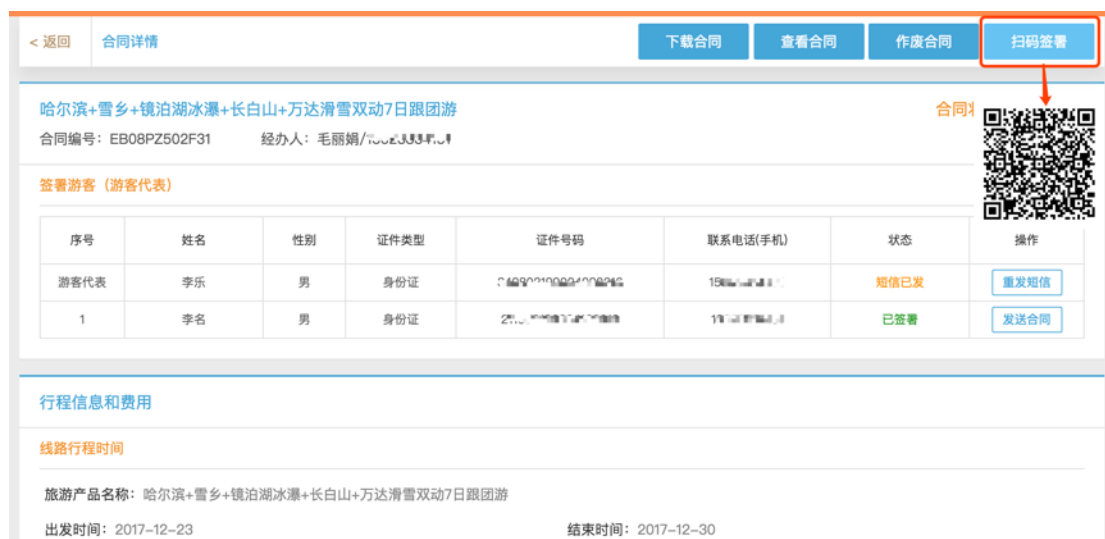 < 返回 合同详情 下载合同 查看合同 作废合同 扫码签署
哈尔滨+雪乡+镜泊湖冰瀑+长白山+万达滑雪双动7日跟团游 合同
合同编号：EB08PZ502F31 经办人：毛丽娟/
签署游客（游客代表）
序号 姓名 性别 证件类型 证件号码 联系电话(手机) 状态 操作
游客代表 李乐 男 身份证 短信已发 重发短信
1 李名 男 身份证 已签署 发送合同
行程信息和费用
线路行程时间
旅游产品名称：哈尔滨+雪乡+镜泊湖冰瀑+长白山+万达滑雪双动7日跟团游
出发时间：2017-12-23 结束时间：2017-12-30